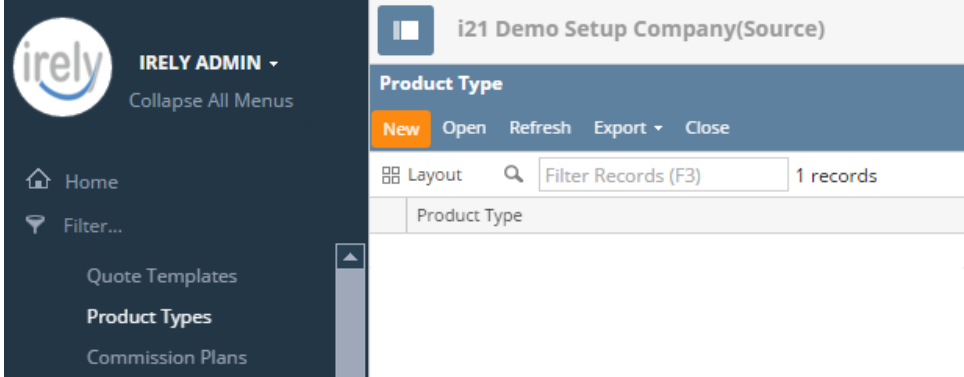 irely
IRELY ADMIN
Collapse All Menus
Home
Filter...
Quote Templates
Product Types
Commission Plans
i21 Demo Setup Company(Source)
Product Type
New Open Refresh Export Close
Layout Filter Records (F3) 1 records
Product Type